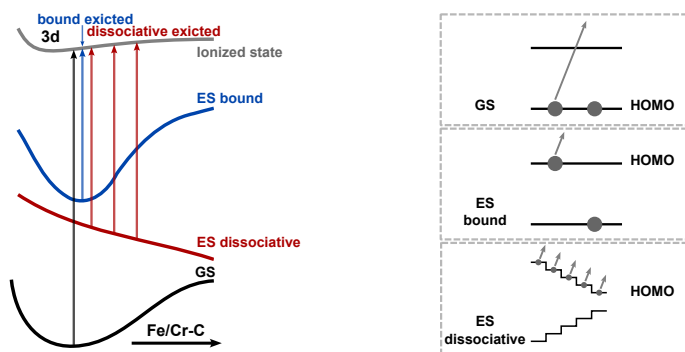 bound exicted
3d
dissociative exicted
Ionized state
ES bound
ES dissociative
GS
Fe/Cr-C
GS
HOMO
HOMO
ES
bound
HOMO
ES
dissociative